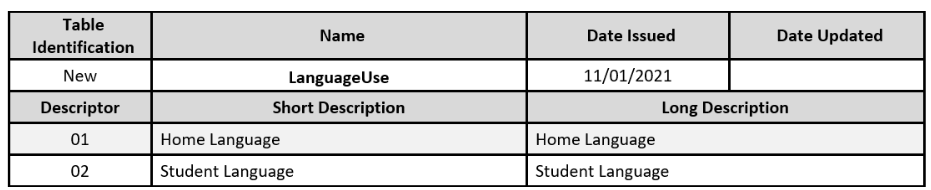 Table Identification Name Date Issued Date Updated
New LanguageUse 11/01/2021
Descriptor Short Description Long Description
01 Home Language Home Language
02 Student Language Student Language